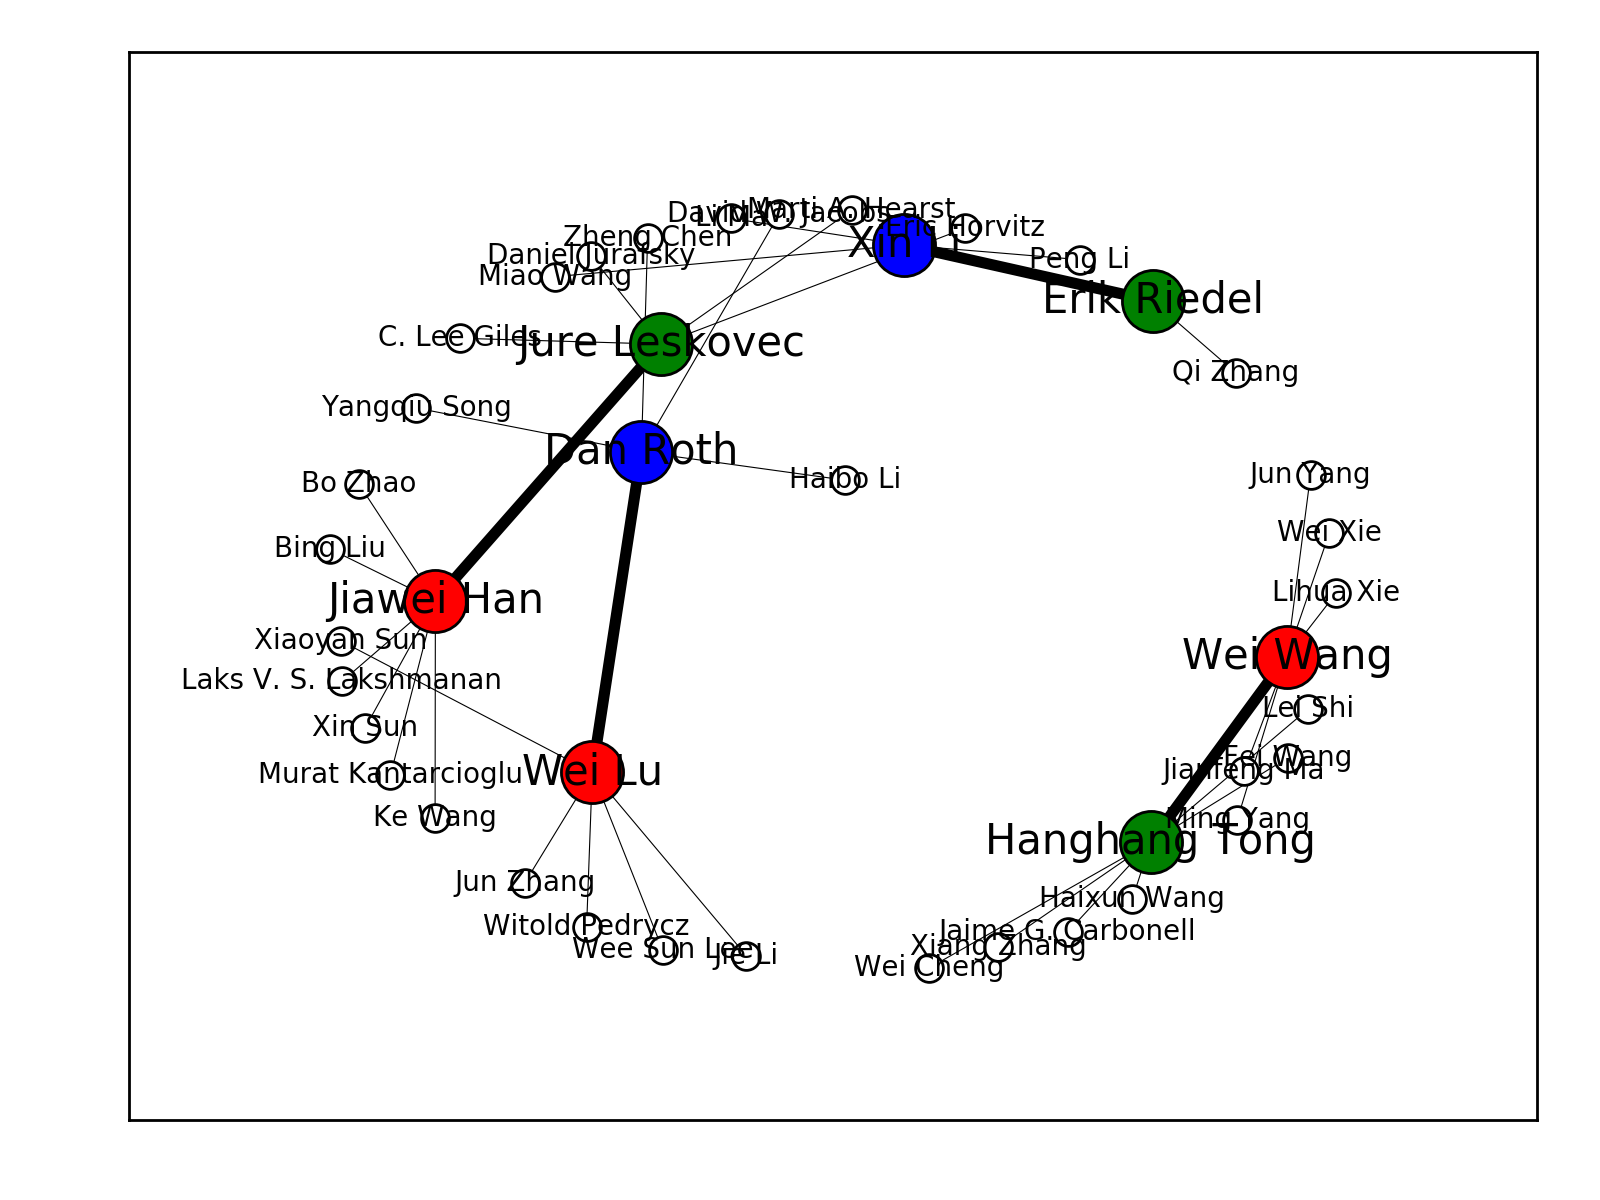 Marti A. Hearst
David W. Jacobs
Li Ma
Eric Horvitz
Zheng Chen
Xin Li
Daniel Jurafsky
Peng Li
Miao Wang
Erik Riedel
C. Lee Giles
Jure Leskovec
Qi Zhang
Yangqiu Song
Dan Roth
Jun Yang
Haibo Li
Bo Zhao
Wei Xie
Bing Liu
Lihua Xie
Jiawei Han
Xiaoyan Sun
Wei Wang
Laks V. S. Lakshmanan
Lei Shi
Xin Sun
Fei Wang
Jianfeng Ma
Murat Kantarcioglu
Wei Lu
Ke Wang
Ming Yang
Hanghang Tong
Jun Zhang
Haixun Wang
Witold Pedrycz
Jaime G. Carbonell
Xiang Zhang
Wee Sun Lee
Jie Li
Wei Cheng